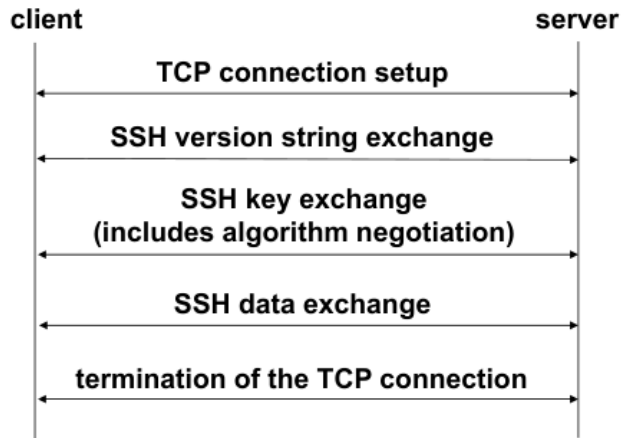 client
server
TCP connection setup
SSH version string exchange
SSH key exchange
(includes algorithm negotiation)
SSH data exchange
termination of the TCP connection